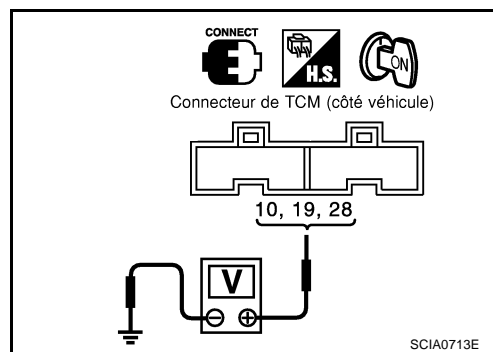 CONNECT
H.S.
ON
Connecteur de TCM (côté véhicule)
10, 19, 28
V
SCIA0713E